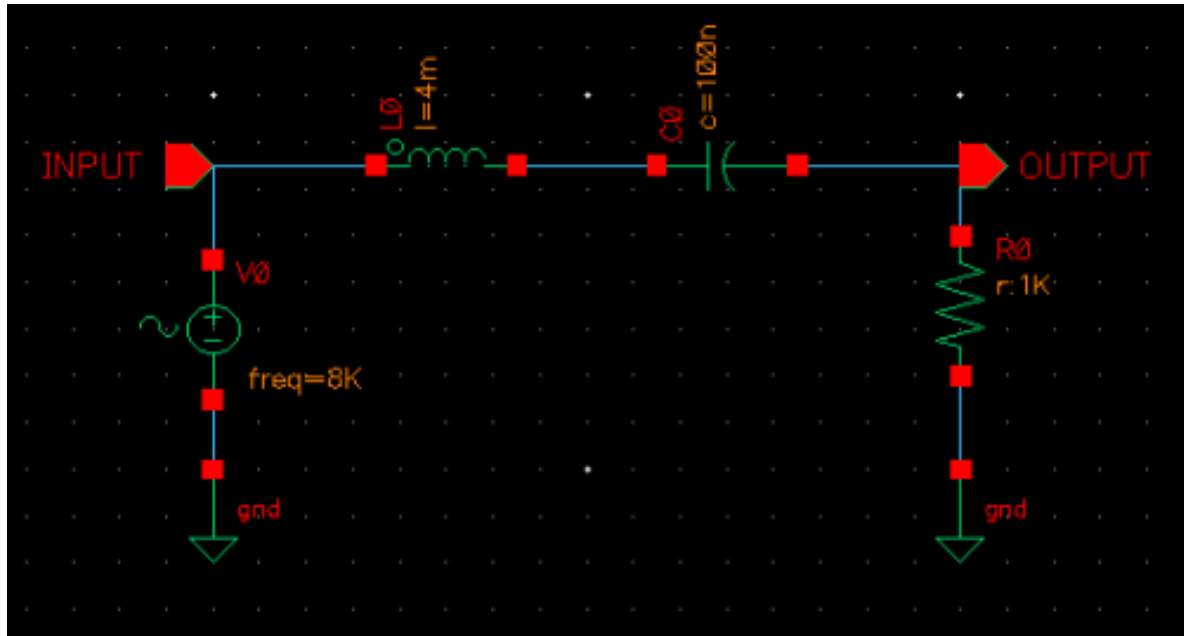 INPUT
L0
l=4m
C0
c=100n
OUTPUT
V0
freq=8K
gnd
R0
r:1K
gnd